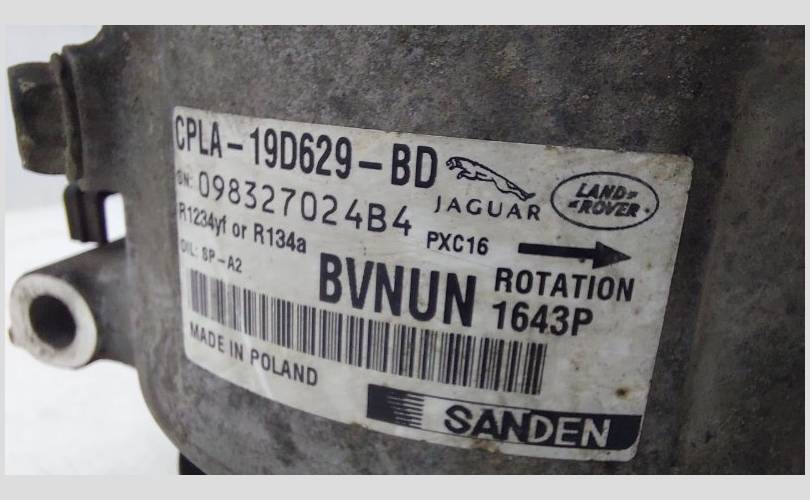 CPLA-19D629-BD
JAGUAR
LAND-
-ROVER-
SN: 098327024B4
R1234yf or R134a
PXC16
OIL: SP-A2
BVNUN
ROTATION
1643P
MADE IN POLAND
SANDEN